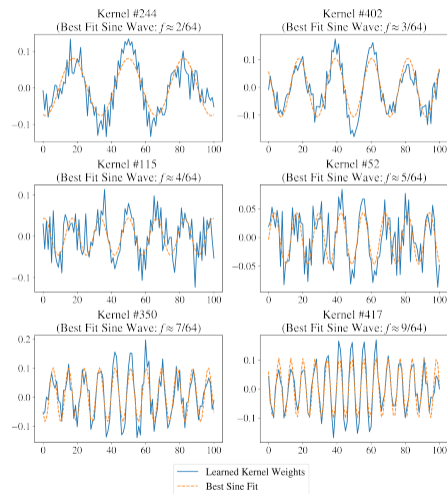 Kernel #244
(Best Fit Sine Wave: f ≈ 2/64)
0.1
0.0
−0.1
0 20 40 60 80 100
Kernel #402
(Best Fit Sine Wave: f ≈ 3/64)
0.1
0.0
−0.1
0 20 40 60 80 100
Kernel #115
(Best Fit Sine Wave: f ≈ 4/64)
0.1
0.0
−0.1
0 20 40 60 80 100
Kernel #52
(Best Fit Sine Wave: f ≈ 5/64)
0.05
0.00
−0.05
0 20 40 60 80 100
Kernel #350
(Best Fit Sine Wave: f ≈ 7/64)
0.2
0.1
0.0
−0.1
0 20 40 60 80 100
Kernel #417
(Best Fit Sine Wave: f ≈ 9/64)
0.1
0.0
−0.1
0 20 40 60 80 100
Learned Kernel Weights
Best Sine Fit